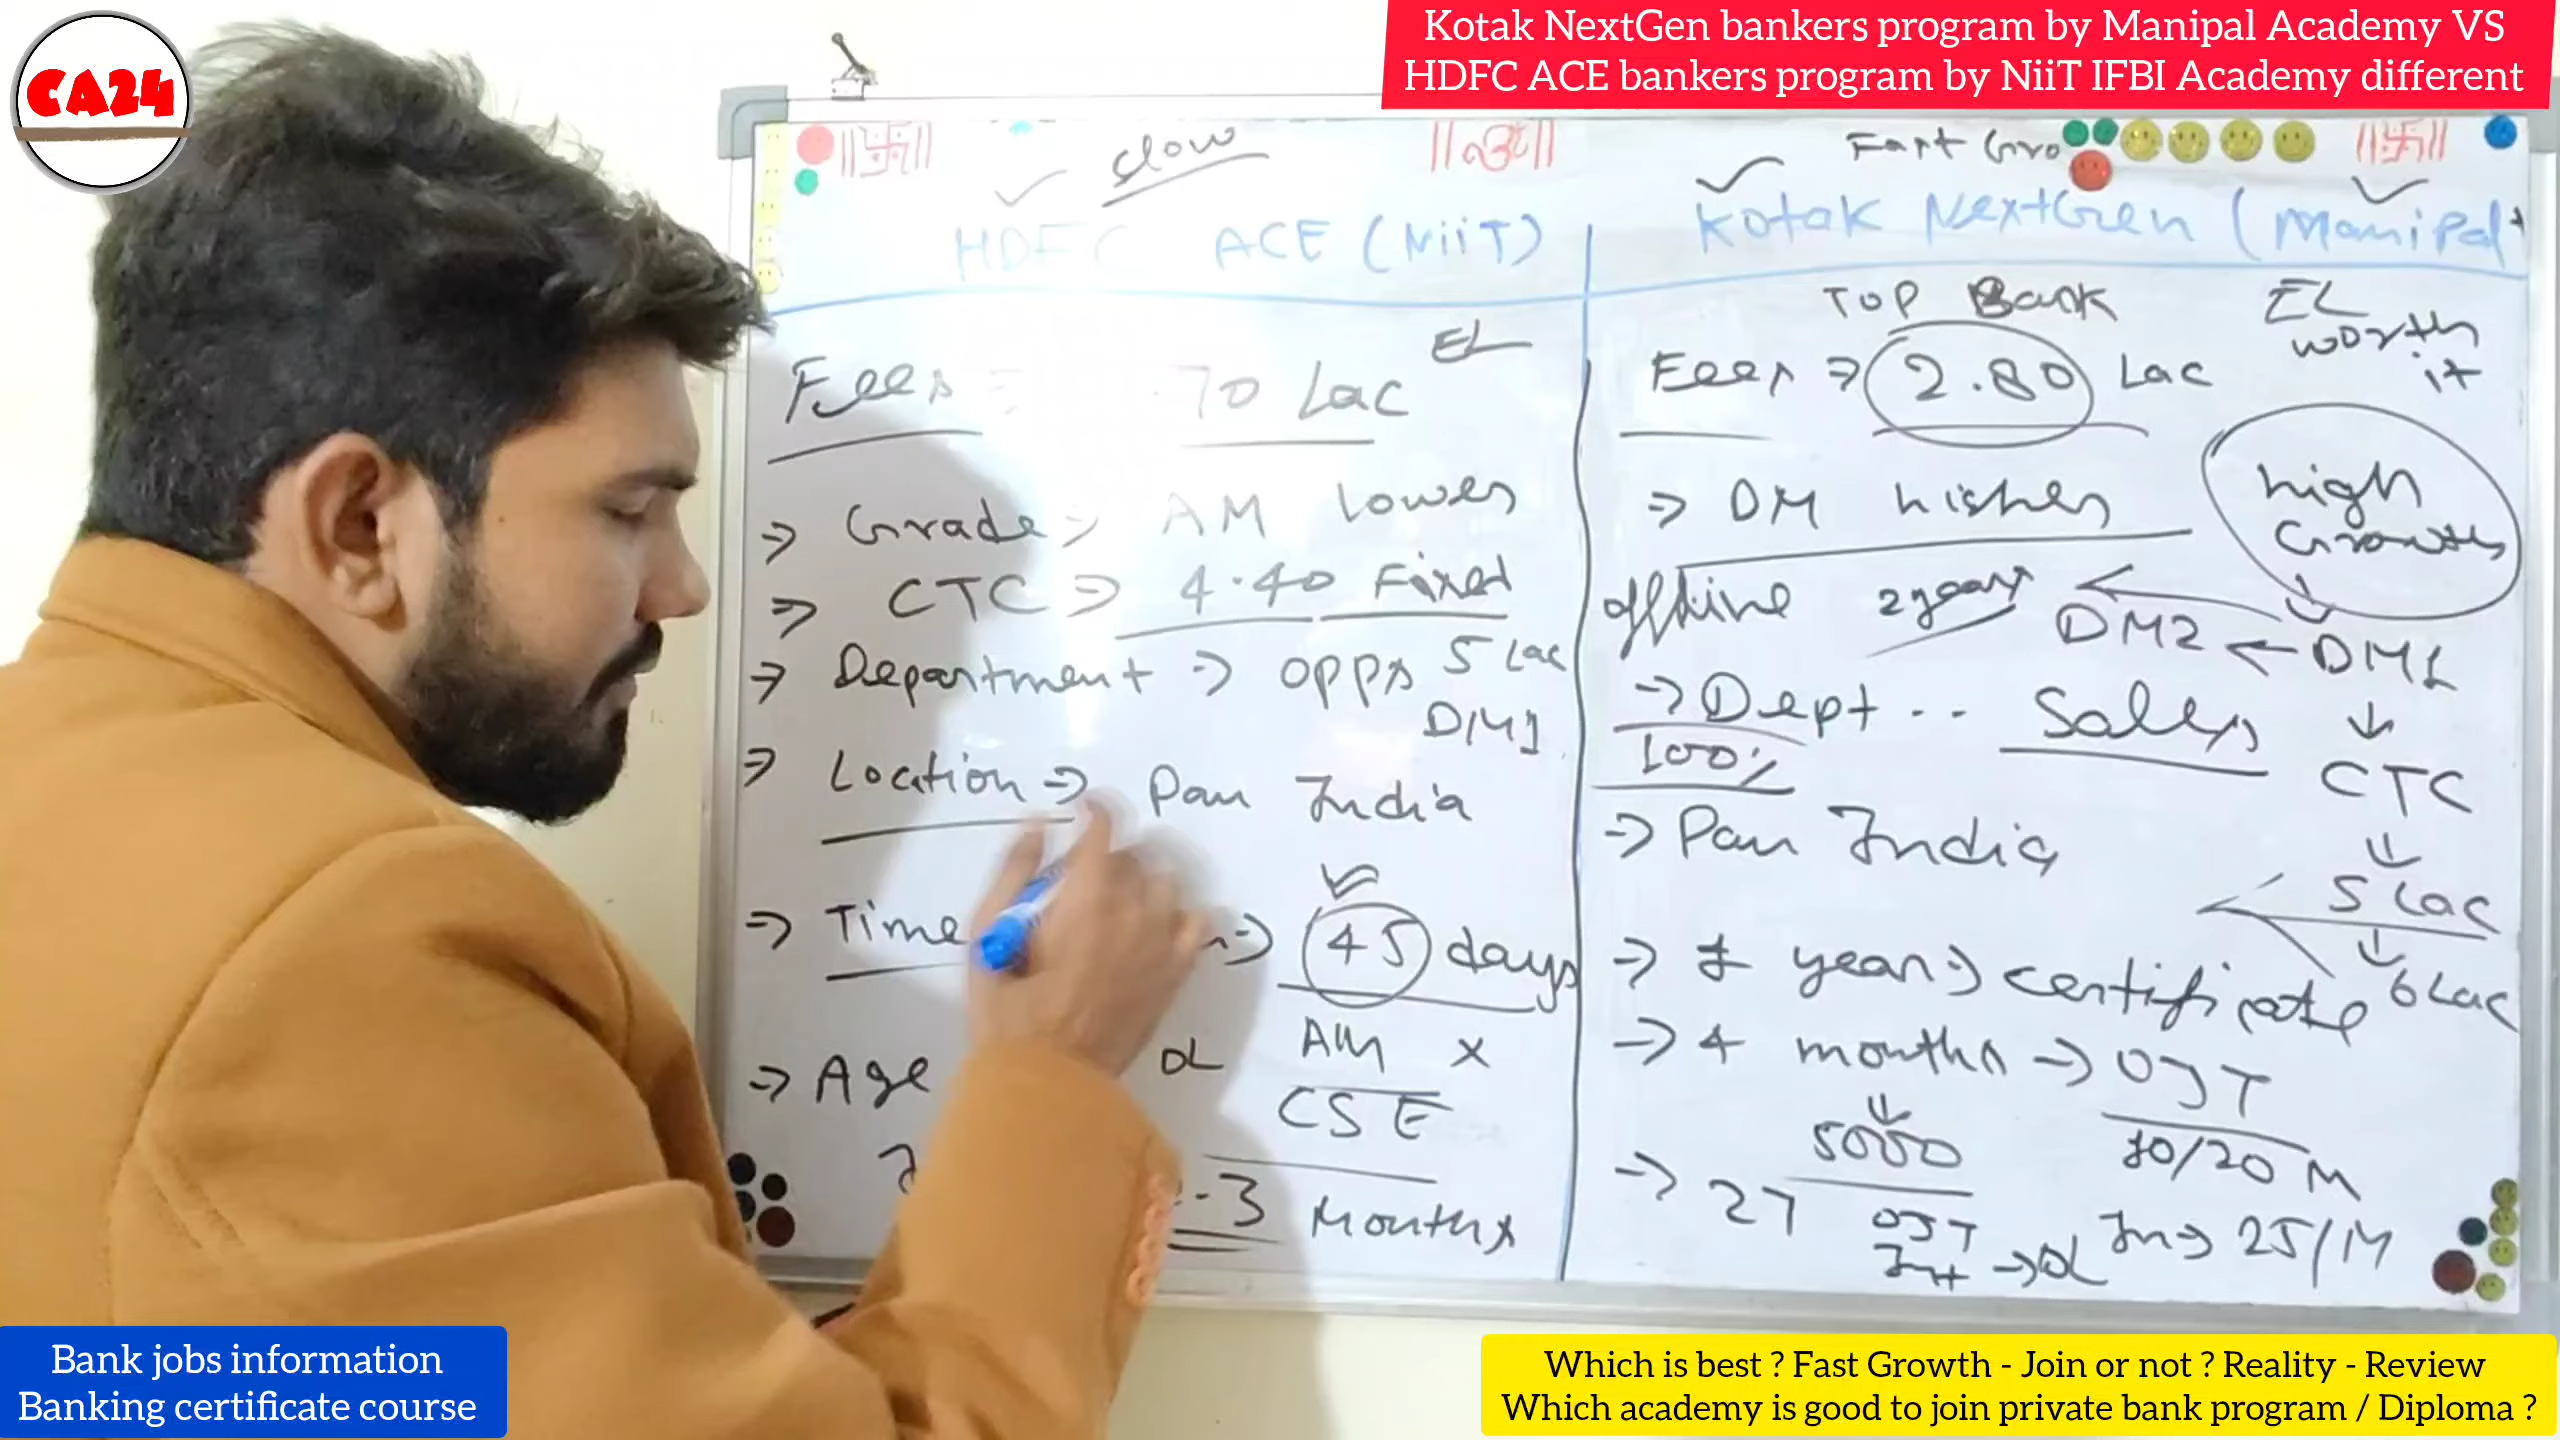 CA24
Kotak NextGen bankers program by Manipal Academy VS
HDFC ACE bankers program by NiiT IFBI Academy different
slow
HDFC ACE (NiiT)
EL
Fees 70 Lac
⇒ Grade ⇒ AM Lower
⇒ CTC ⇒ 4.40 Fixed
⇒ Department ⇒ opps 5 Lac
DM1
⇒ Location ⇒ Pan India
⇒ Time 45 days
⇒ Age AM x
CSE
-3 Months
Fast Gro
Kotak NextGen (Manipal)
TOP Bank
EL
worth
it
Fees ⇒ 2.80 Lac
⇒ DM higher
high
Growth
offline 2 years DM2 ← DM1
→ Dept .. Sales
100%
CTC
⇒ Pan India
5 Lac
6 Lac
⇒ 1 year ⇒ certificate
⇒ 4 months ⇒ OJT
5000
10/20 M
⇒ 27 OJT
In ⇒ 25/M
Bank jobs information
Banking certificate course
Which is best ? Fast Growth - Join or not ? Reality - Review
Which academy is good to join private bank program / Diploma ?